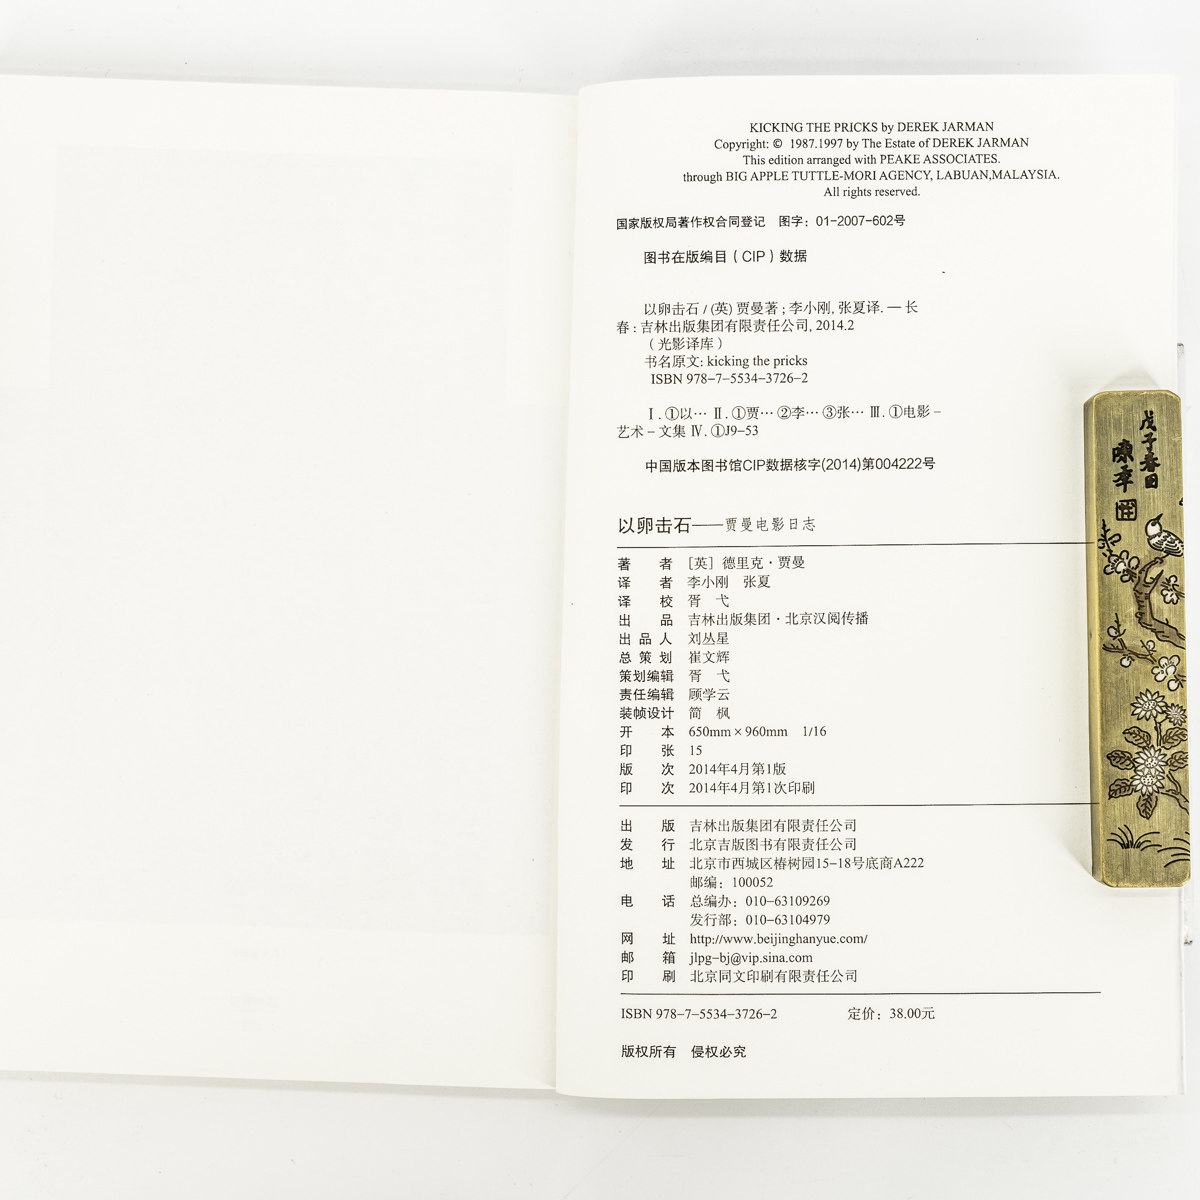 KICKING THE PRICKS by DEREK JARMAN
Copyright: © 1987.1997 by The Estate of DEREK JARMAN
This edition arranged with PEAKE ASSOCIATES.
through BIG APPLE TUTTLE-MORI AGENCY, LABUAN,MALAYSIA.
All rights reserved.
国家版权局著作权合同登记 图字：01-2007-602号
图书在版编目（CIP）数据
以卵击石 / (英) 贾曼著 ; 李小刚, 张夏译. — 长
春 : 吉林出版集团有限责任公司, 2014.2
（光影译库）
书名原文: kicking the pricks
ISBN 978-7-5534-3726-2
Ⅰ. ①以… Ⅱ. ①贾… ②李… ③张… Ⅲ. ①电影－
艺术－文集 Ⅳ. ①J9-53
中国版本图书馆CIP数据核字(2014)第004222号
以卵击石——贾曼电影日志
著 者 ［英］德里克·贾曼
译 者 李小刚 张夏
译 校 胥 弋
出 品 吉林出版集团·北京汉阅传播
出 品 人 刘丛星
总 策 划 崔文辉
策划编辑 胥 弋
责任编辑 顾学云
装帧设计 简 枫
开 本 650mm×960mm 1/16
印 张 15
版 次 2014年4月第1版
印 次 2014年4月第1次印刷
出 版 吉林出版集团有限责任公司
发 行 北京吉版图书有限责任公司
地 址 北京市西城区椿树园15-18号底商A222
邮编：100052
电 话 总编办：010-63109269
发行部：010-63104979
网 址 http://www.beijinghanyue.com/
邮 箱 jlpg-bj@vip.sina.com
印 刷 北京同文印刷有限责任公司
ISBN 978-7-5534-3726-2 定价：38.00元
版权所有 侵权必究
戊子春日